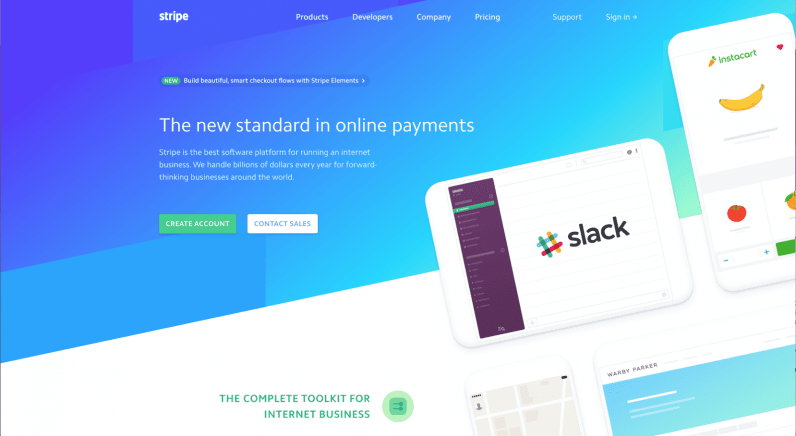 stripe
Products Developers Company Pricing Support Sign in →
NEW Build beautiful, smart checkout flows with Stripe Elements ›
The new standard in online payments
Stripe is the best software platform for running an internet
business. We handle billions of dollars every year for forward-
thinking businesses around the world.
CREATE ACCOUNT CONTACT SALES
instacart
slack
WARBY PARKER
THE COMPLETE TOOLKIT FOR
INTERNET BUSINESS